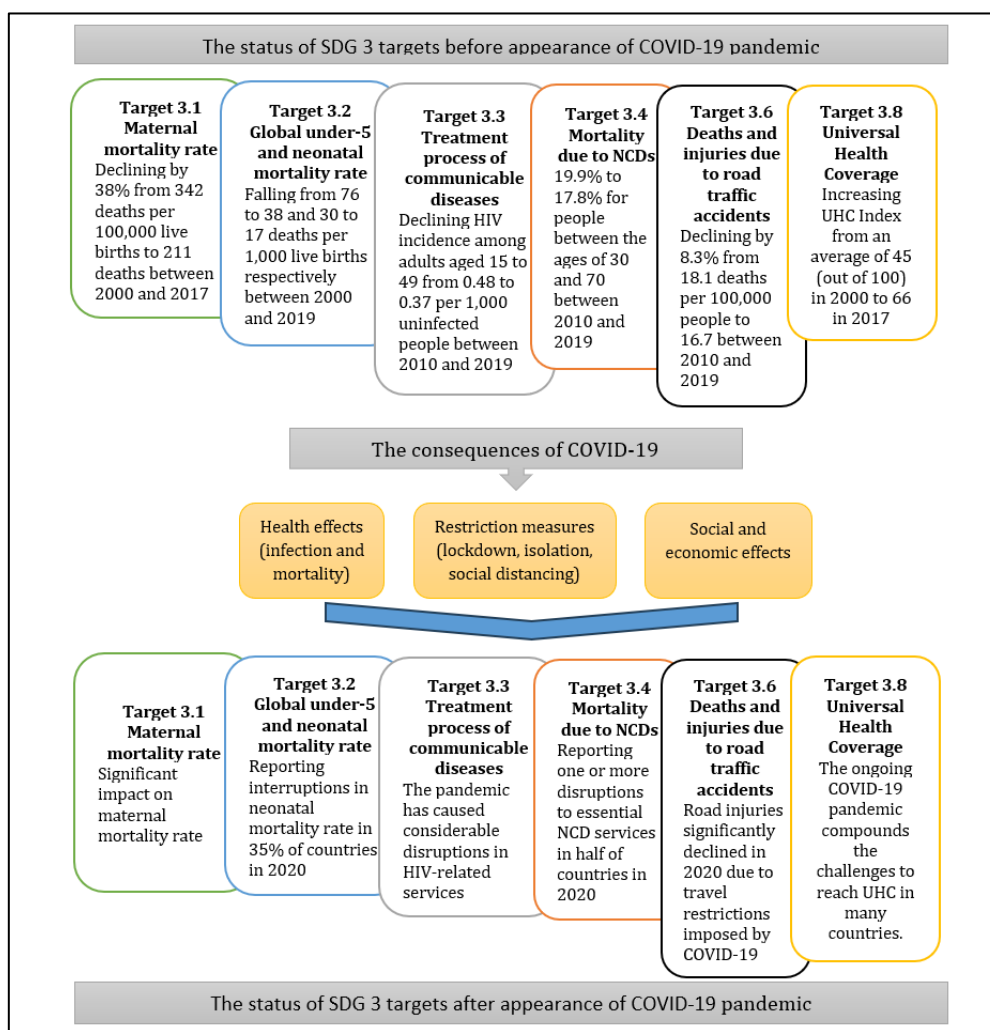 The status of SDG 3 targets before appearance of COVID-19 pandemic
Target 3.1
Maternal
mortality rate
Declining by
38% from 342
deaths per
100,000 live
births to 211
deaths between
2000 and 2017
Target 3.2
Global under-5
and neonatal
mortality rate
Falling from 76
to 38 and 30 to
17 deaths per
1,000 live births
respectively
between 2000
and 2019
Target 3.3
Treatment
process of
communicable
diseases
Declining HIV
incidence among
adults aged 15 to
49 from 0.48 to
0.37 per 1,000
uninfected
people between
2010 and 2019
Target 3.4
Mortality
due to NCDs
19.9% to
17.8% for
people
between the
ages of 30
and 70
between
2010 and
2019
Target 3.6
Deaths and
injuries due
to road
traffic
accidents
Declining by
8.3% from
18.1 deaths
per 100,000
people to
16.7 between
2010 and
2019
Target 3.8
Universal
Health
Coverage
Increasing
UHC Index
from an
average of 45
(out of 100)
in 2000 to 66
in 2017
The consequences of COVID-19
Health effects
(infection and
mortality)
Restriction measures
(lockdown, isolation,
social distancing)
Social and
economic effects
Target 3.1
Maternal
mortality rate
Significant
impact on
maternal
mortality rate
Target 3.2
Global under-5
and neonatal
mortality rate
Reporting
interruptions in
neonatal
mortality rate in
35% of countries
in 2020
Target 3.3
Treatment
process of
communicable
diseases
The pandemic
has caused
considerable
disruptions in
HIV-related
services
Target 3.4
Mortality
due to NCDs
Reporting
one or more
disruptions
to essential
NCD services
in half of
countries in
2020
Target 3.6
Deaths and
injuries due to
road traffic
accidents
Road injuries
significantly
declined in
2020 due to
travel
restrictions
imposed by
COVID-19
Target 3.8
Universal
Health
Coverage
The ongoing
COVID-19
pandemic
compounds
the
challenges to
reach UHC in
many
countries.
The status of SDG 3 targets after appearance of COVID-19 pandemic